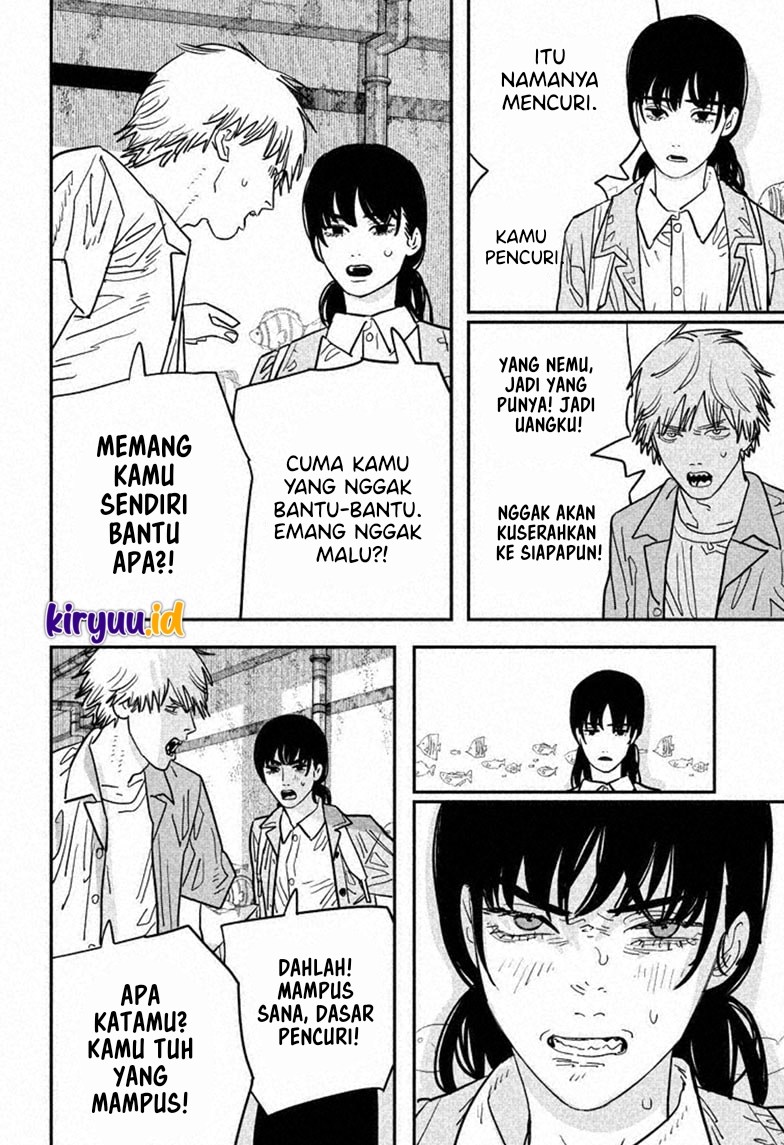 ITU
NAMANYA
MENCURI.
KAMU
PENCURI.
YANG NEMU,
JADI YANG
PUNYA! JADI
UANGKU!
NGGAK AKAN
KUSERAHKAN
KE SIAPAPUN!
CUMA KAMU
YANG NGGAK
BANTU-BANTU.
EMANG NGGAK
MALU?!
MEMANG
KAMU
SENDIRI
BANTU
APA?!
kiryuu.id
DAHLAH!
MAMPUS
SANA, DASAR
PENCURI!
APA
KATAMU?
KAMU TUH
YANG
MAMPUS!